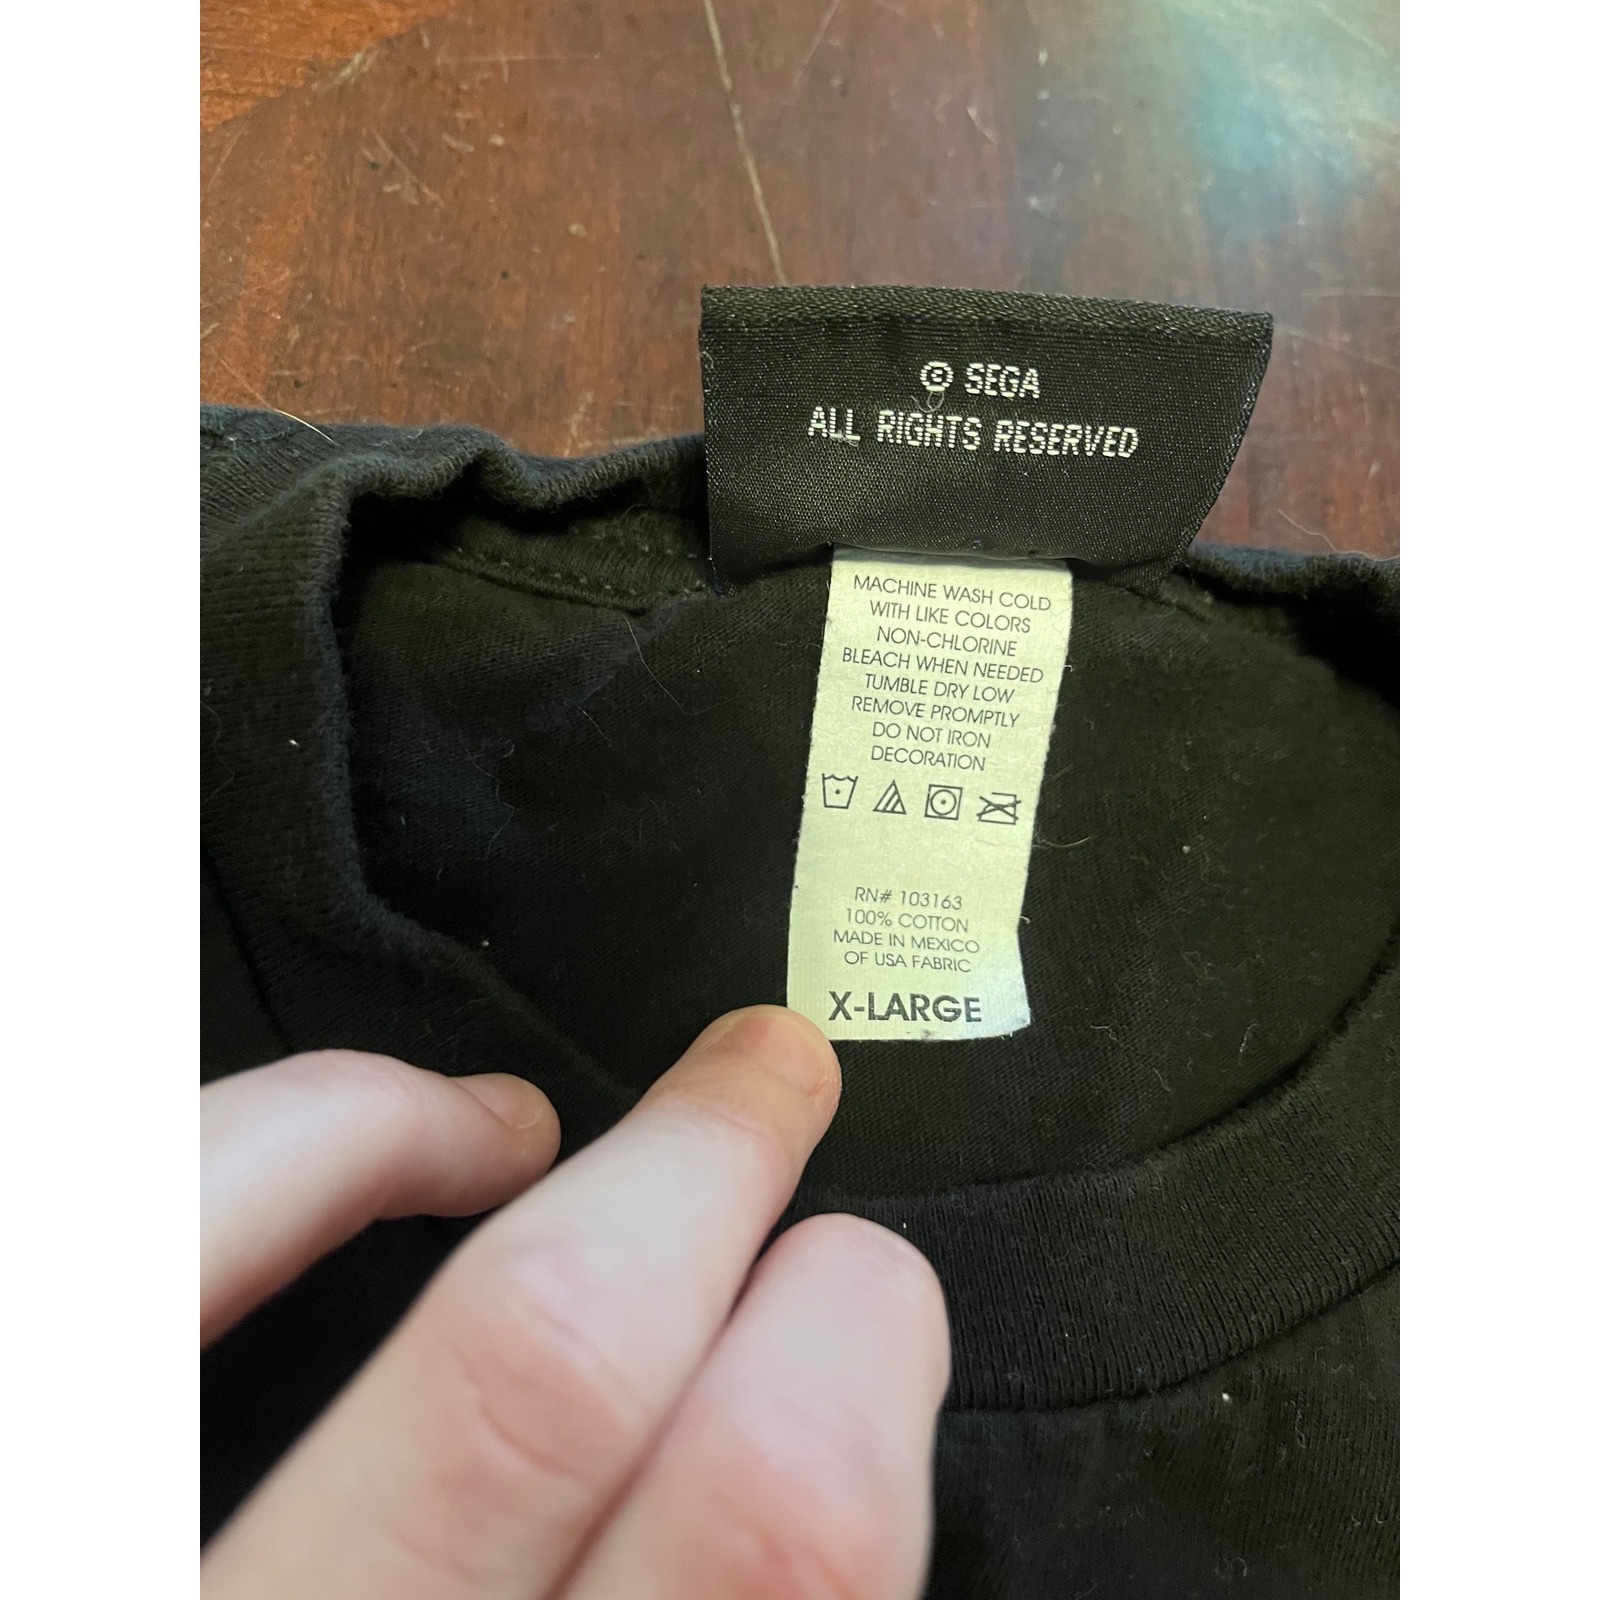 © SEGA
ALL RIGHTS RESERVED
MACHINE WASH COLD
WITH LIKE COLORS
NON-CHLORINE
BLEACH WHEN NEEDED
TUMBLE DRY LOW
REMOVE PROMPTLY
DO NOT IRON
DECORATION
RN# 103163
100% COTTON
MADE IN MEXICO
OF USA FABRIC
X-LARGE